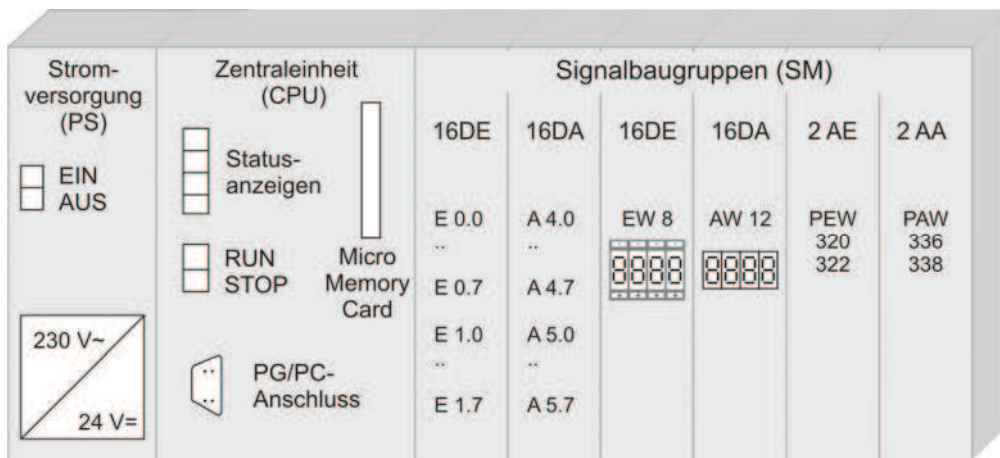 Strom-
versorgung
(PS)
EIN
AUS
230 V~
24 V=
Zentraleinheit
(CPU)
Status-
anzeigen
RUN
STOP
Micro
Memory
Card
PG/PC-
Anschluss
Signalbaugruppen (SM)
16DE
16DA
16DE
16DA
2 AE
2 AA
E 0.0
..
E 0.7
E 1.0
..
E 1.7
A 4.0
..
A 4.7
A 5.0
..
A 5.7
EW 8
8888
AW 12
8888
PEW
320
322
PAW
336
338